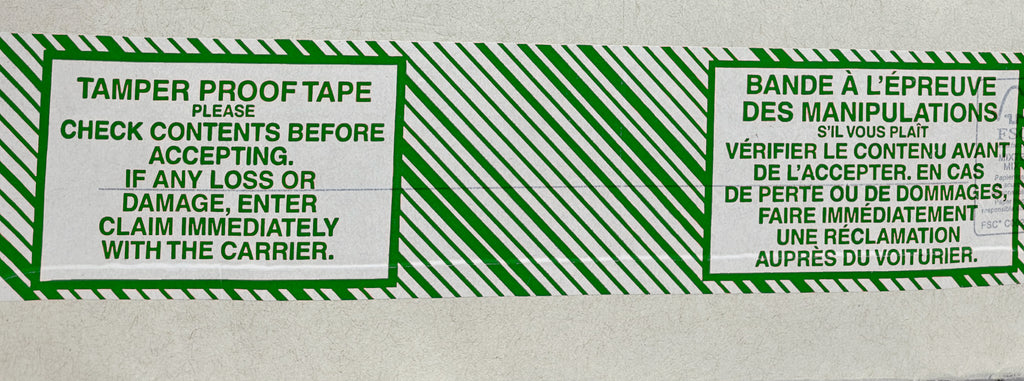 TAMPER PROOF TAPE
PLEASE
CHECK CONTENTS BEFORE
ACCEPTING.
IF ANY LOSS OR
DAMAGE, ENTER
CLAIM IMMEDIATELY
WITH THE CARRIER.
BANDE À L'ÉPREUVE
DES MANIPULATIONS
S'IL VOUS PLAÎT
VÉRIFIER LE CONTENU AVANT
DE L'ACCEPTER. EN CAS
DE PERTE OU DE DOMMAGES,
FAIRE IMMÉDIATEMENT
UNE RÉCLAMATION
AUPRÈS DU VOITURIER.